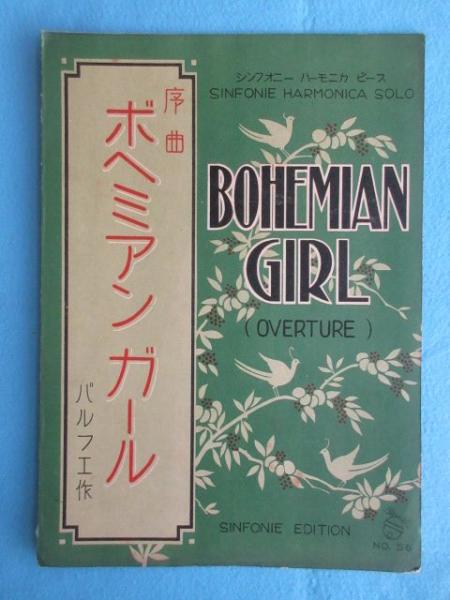 シンフオニー ハーモニカ ピース
SINFONIE HARMONICA SOLO
序曲
ボヘミアン ガール
バルフエ作
BOHEMIAN
GIRL
(OVERTURE)
SINFONIE EDITION
NO. 56